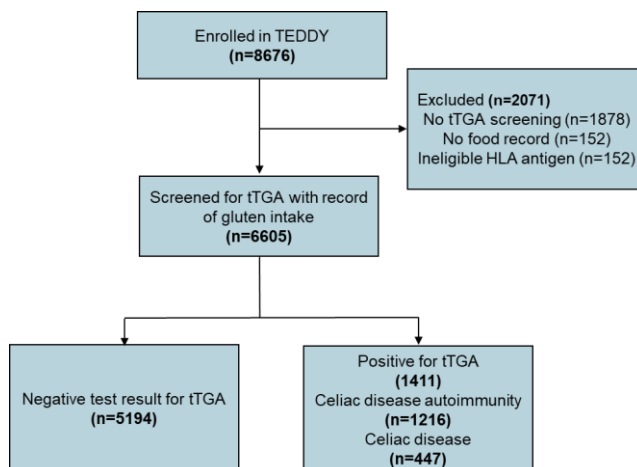 Enrolled in TEDDY
(n=8676)
Excluded (n=2071)
No tTGA screening (n=1878)
No food record (n=152)
Ineligible HLA antigen (n=152)
Screened for tTGA with record
of gluten intake
(n=6605)
Negative test result for tTGA
(n=5194)
Positive for tTGA
(1411)
Celiac disease autoimmunity
(n=1216)
Celiac disease
(n=447)